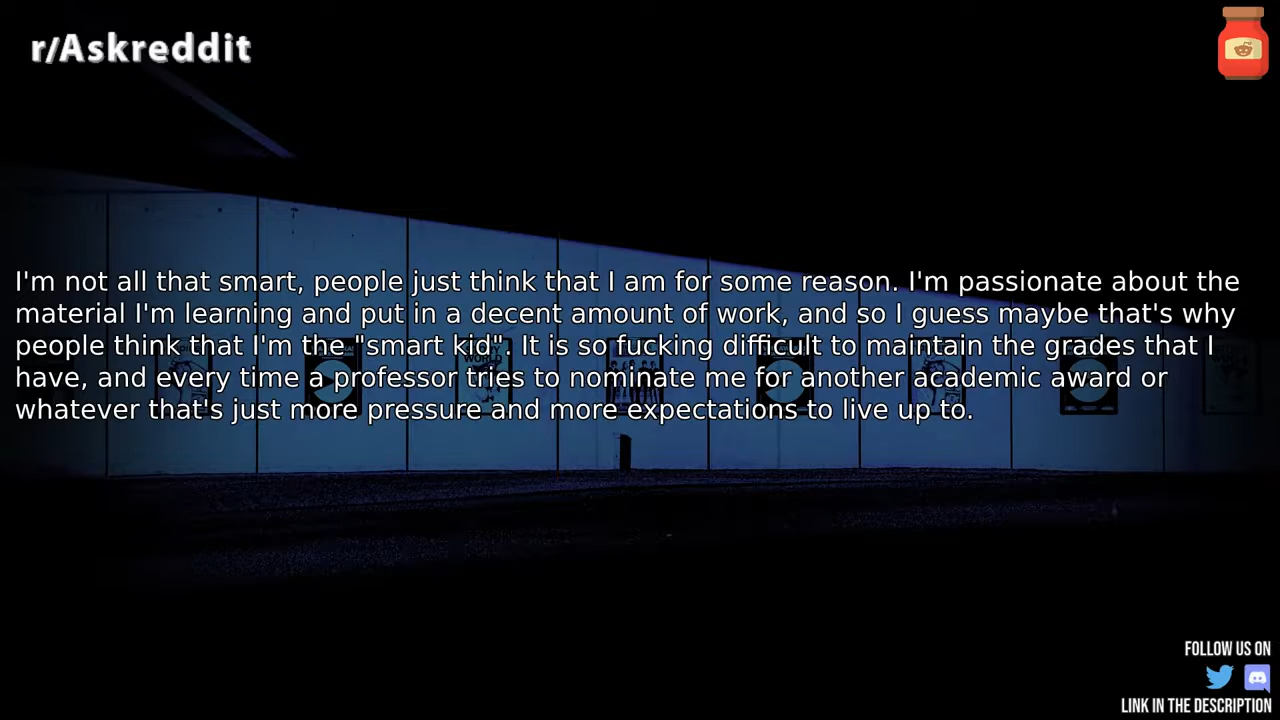 r/Askreddit
I'm not all that smart, people just think that I am for some reason. I'm passionate about the
material I'm learning and put in a decent amount of work, and so I guess maybe that's why
people think that I'm the "smart kid". It is so fucking difficult to maintain the grades that I
have, and every time a professor tries to nominate me for another academic award or
whatever that's just more pressure and more expectations to live up to.
FOLLOW US ON
LINK IN THE DESCRIPTION